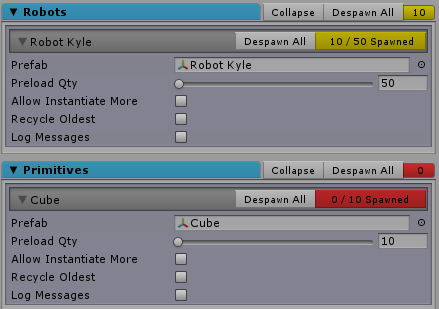 Robots Collapse Despawn All 10
Robot Kyle Despawn All 10 / 50 Spawned
Prefab Robot Kyle
Preload Qty 50
Allow Instantiate More
Recycle Oldest
Log Messages
Primitives Collapse Despawn All 0
Cube Despawn All 0 / 10 Spawned
Prefab Cube
Preload Qty 10
Allow Instantiate More
Recycle Oldest
Log Messages